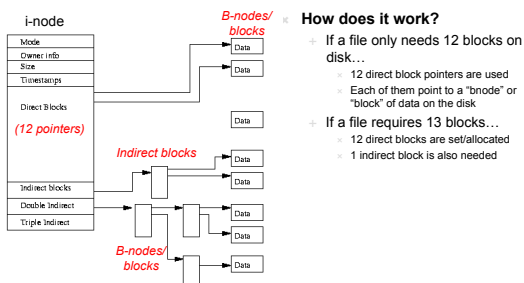 i-node
Mode
Owner info
Size
Timestamps
Direct Blocks
(12 pointers)
Indirect blocks
Double Indirect
Triple Indirect
B-nodes/
blocks
Data
Data
Data
Indirect blocks
Data
Data
Data
Data
B-nodes/
blocks
Data
How does it work?
If a file only needs 12 blocks on
disk…
12 direct block pointers are used
Each of them point to a “bnode” or
“block” of data on the disk
If a file requires 13 blocks…
12 direct blocks are set/allocated
1 indirect block is also needed